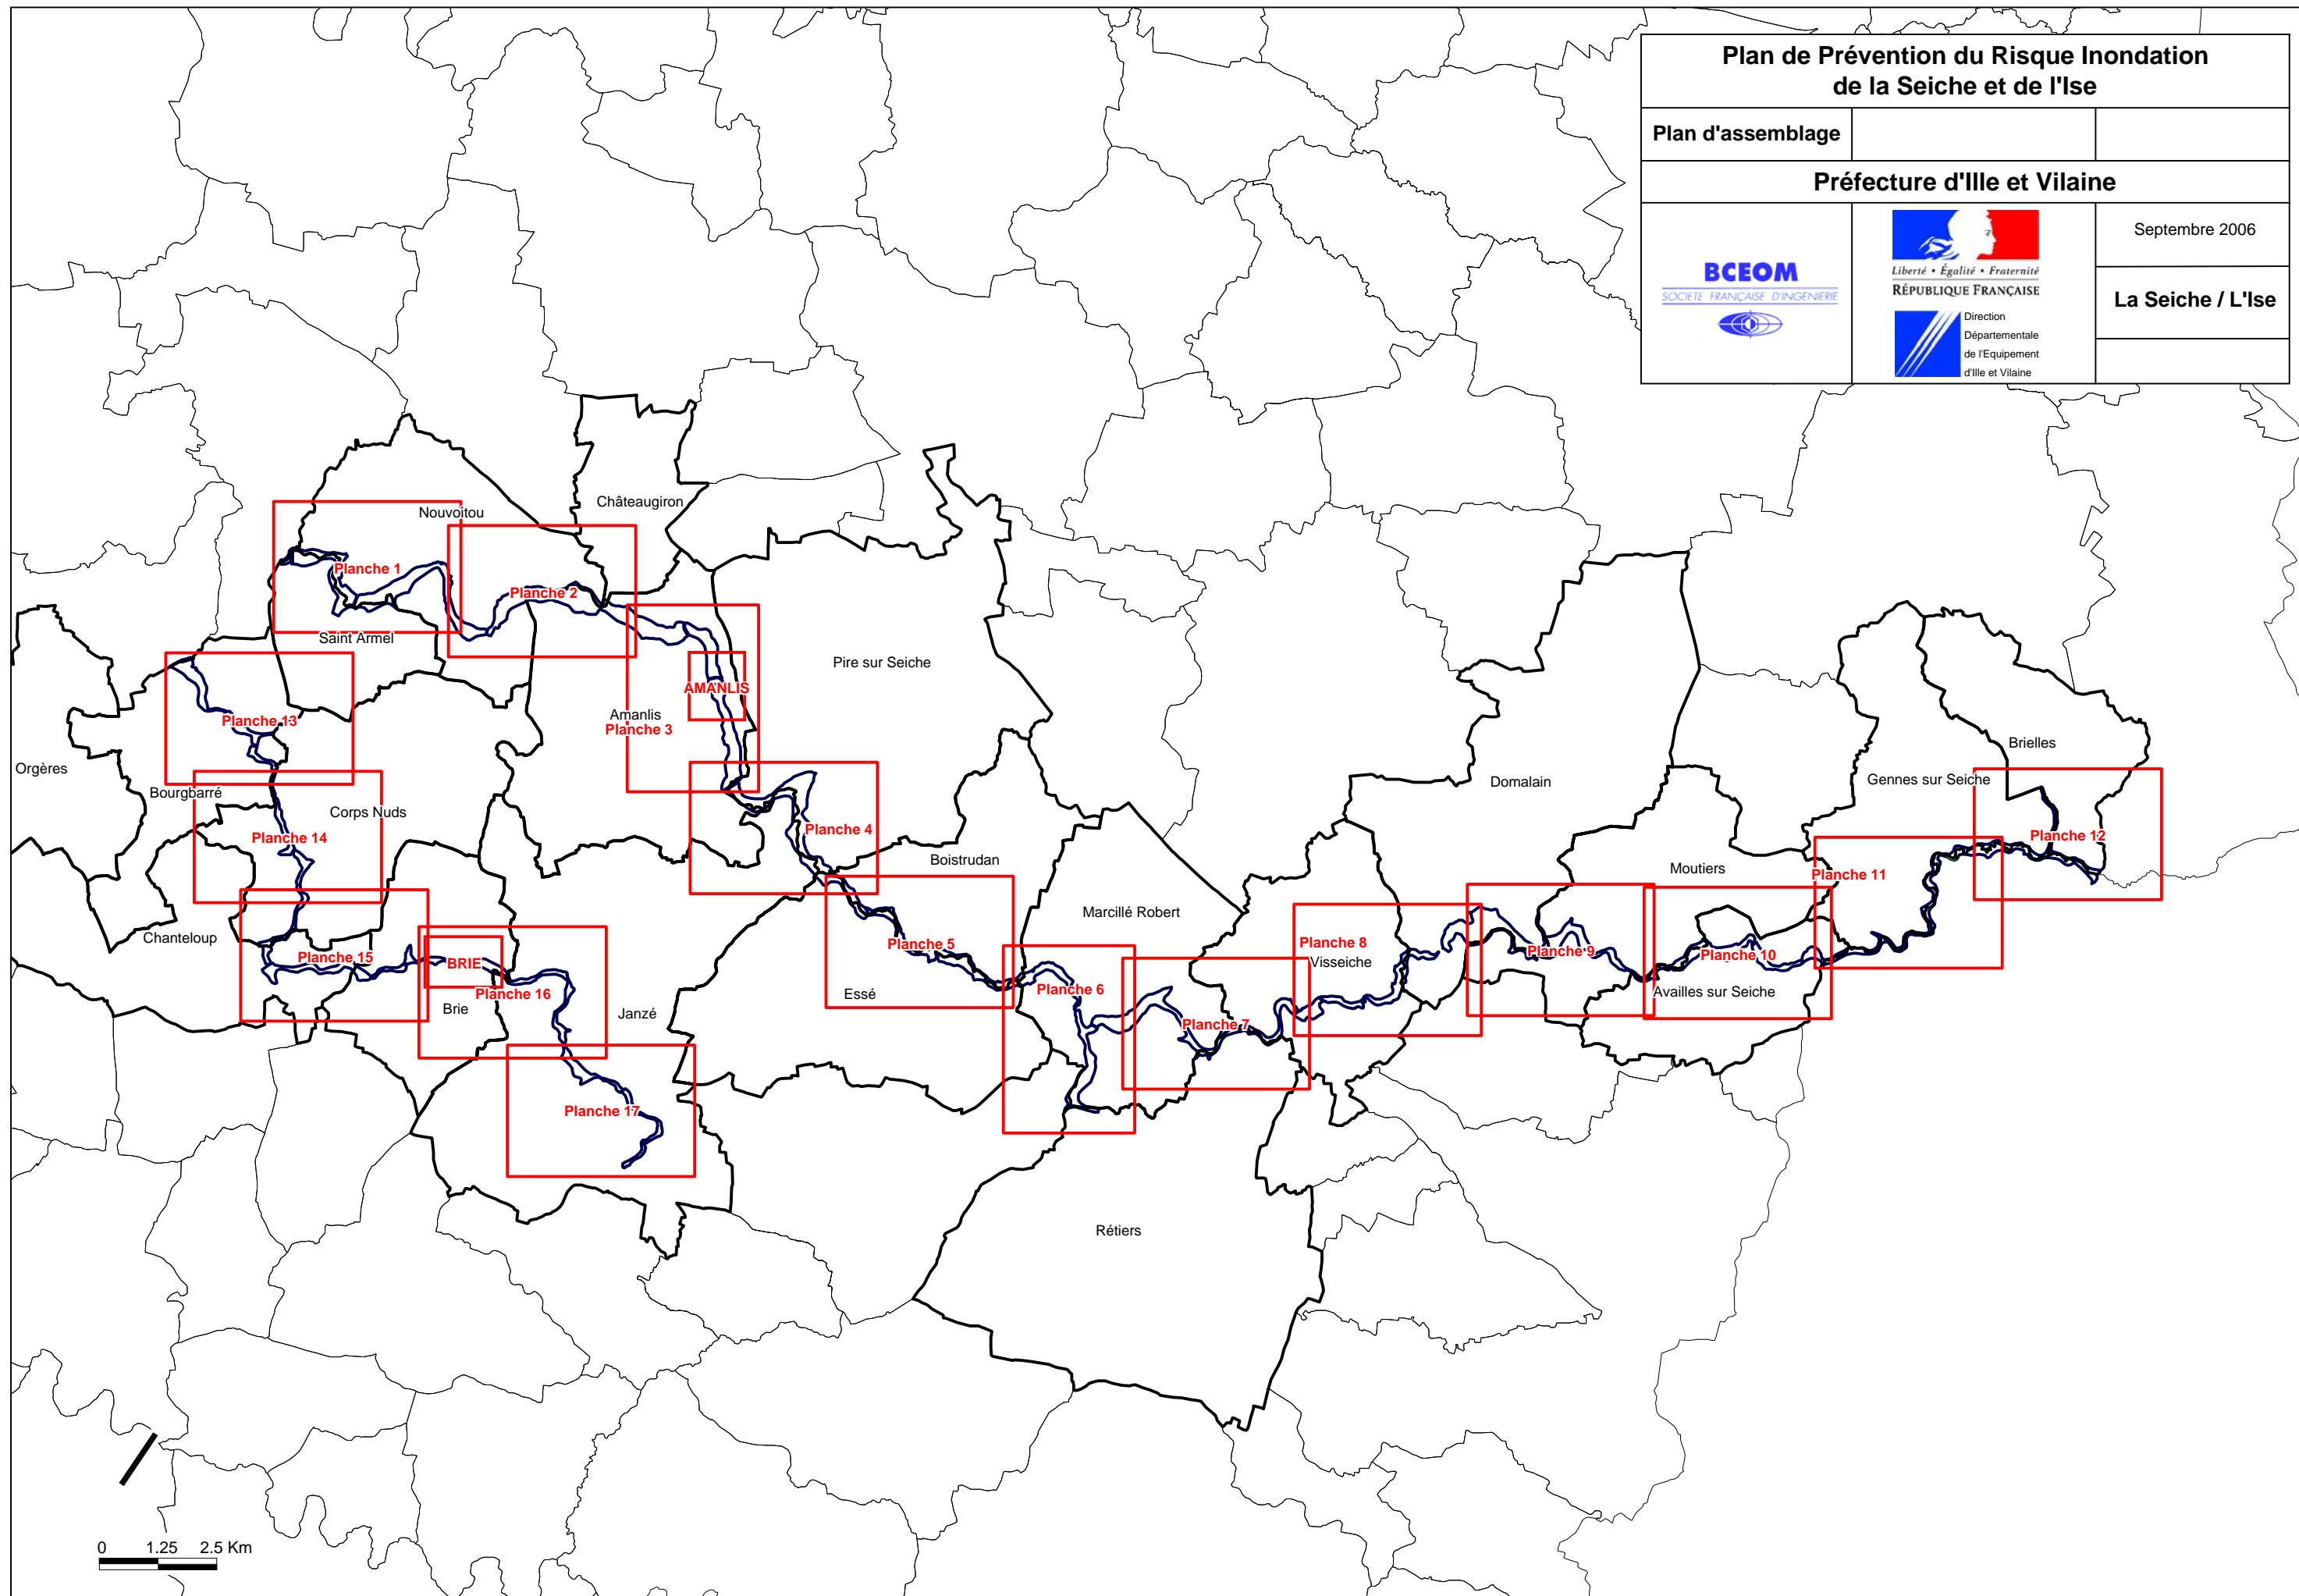 Plan de Prévention du Risque Inondation
de la Seiche et de l'Ise
Plan d'assemblage
Préfecture d'Ille et Vilaine
BCEOM
SOCIETE FRANÇAISE D'INGENIERIE
Liberté • Égalité • Fraternité
RÉPUBLIQUE FRANÇAISE
Direction
Départementale
de l'Equipement
d'Ille et Vilaine
Septembre 2006
La Seiche / L'Ise
Châteaugiron
Nouvoitou
Planche 1
Planche 2
Saint Armel
Pire sur Seiche
AMANLIS
Amanlis
Planche 3
Planche 13
Orgères
Bourgbarré
Corps Nuds
Planche 14
Planche 4
Boistrudan
Domalain
Brielles
Gennes sur Seiche
Planche 12
Moutiers
Planche 11
Marcillé Robert
Chanteloup
Planche 15
BRIE
Planche 16
Brie
Janzé
Planche 5
Essé
Planche 6
Planche 7
Planche 8
Visseiche
Planche 9
Planche 10
Availles sur Seiche
Planche 17
Rétiers
0 1.25 2.5 Km